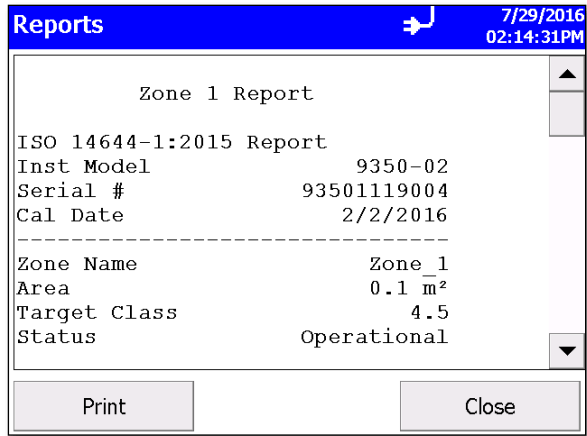 Reports
7/29/2016
02:14:31PM
Zone 1 Report
ISO 14644-1:2015 Report
Inst Model 9350-02
Serial # 93501119004
Cal Date 2/2/2016
-----------------------------------
Zone Name Zone_1
Area 0.1 m²
Target Class 4.5
Status Operational
Print
Close